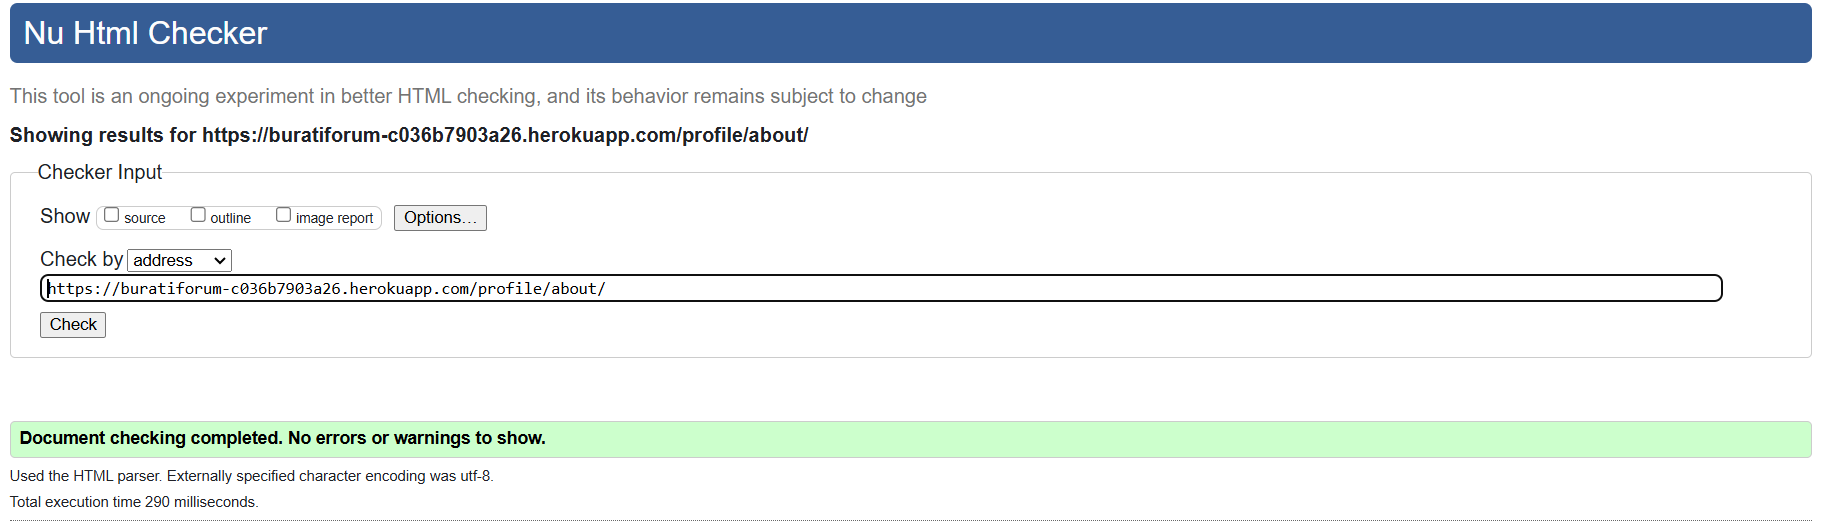 Nu Html Checker
This tool is an ongoing experiment in better HTML checking, and its behavior remains subject to change
Showing results for https://buratiforum-c036b7903a26.herokuapp.com/profile/about/
Checker Input
Show source outline image report Options...
Check by address
https://buratiforum-c036b7903a26.herokuapp.com/profile/about/
Check
Document checking completed. No errors or warnings to show.
Used the HTML parser. Externally specified character encoding was utf-8.
Total execution time 290 milliseconds.